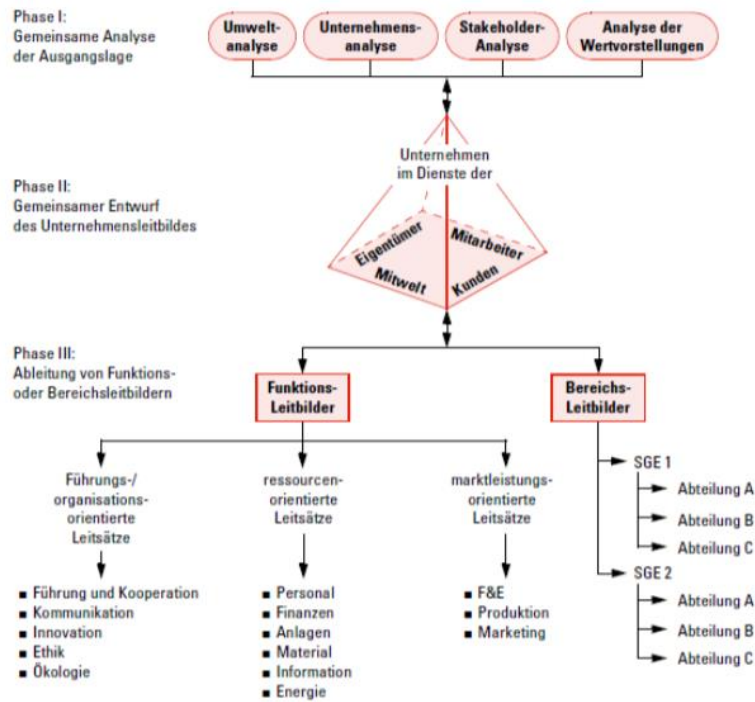 Phase I:
Gemeinsame Analyse
der Ausgangslage
Umwelt-
analyse
Unternehmens-
analyse
Stakeholder-
Analyse
Analyse der
Wertvorstellungen
Phase II:
Gemeinsamer Entwurf
des Unternehmensleitbildes
Unternehmen
im Dienste der
Eigentümer
Mitarbeiter
Mitwelt
Kunden
Phase III:
Ableitung von Funktions-
oder Bereichsleitbildern
Funktions-
Leitbilder
Bereichs-
Leitbilder
Führungs-/
organisations-
orientierte
Leitsätze
■ Führung und Kooperation
■ Kommunikation
■ Innovation
■ Ethik
■ Ökologie
ressourcen-
orientierte
Leitsätze
■ Personal
■ Finanzen
■ Anlagen
■ Material
■ Information
■ Energie
marktleistungs-
orientierte
Leitsätze
■ F&E
■ Produktion
■ Marketing
SGE 1
Abteilung A
Abteilung B
Abteilung C
SGE 2
Abteilung A
Abteilung B
Abteilung C